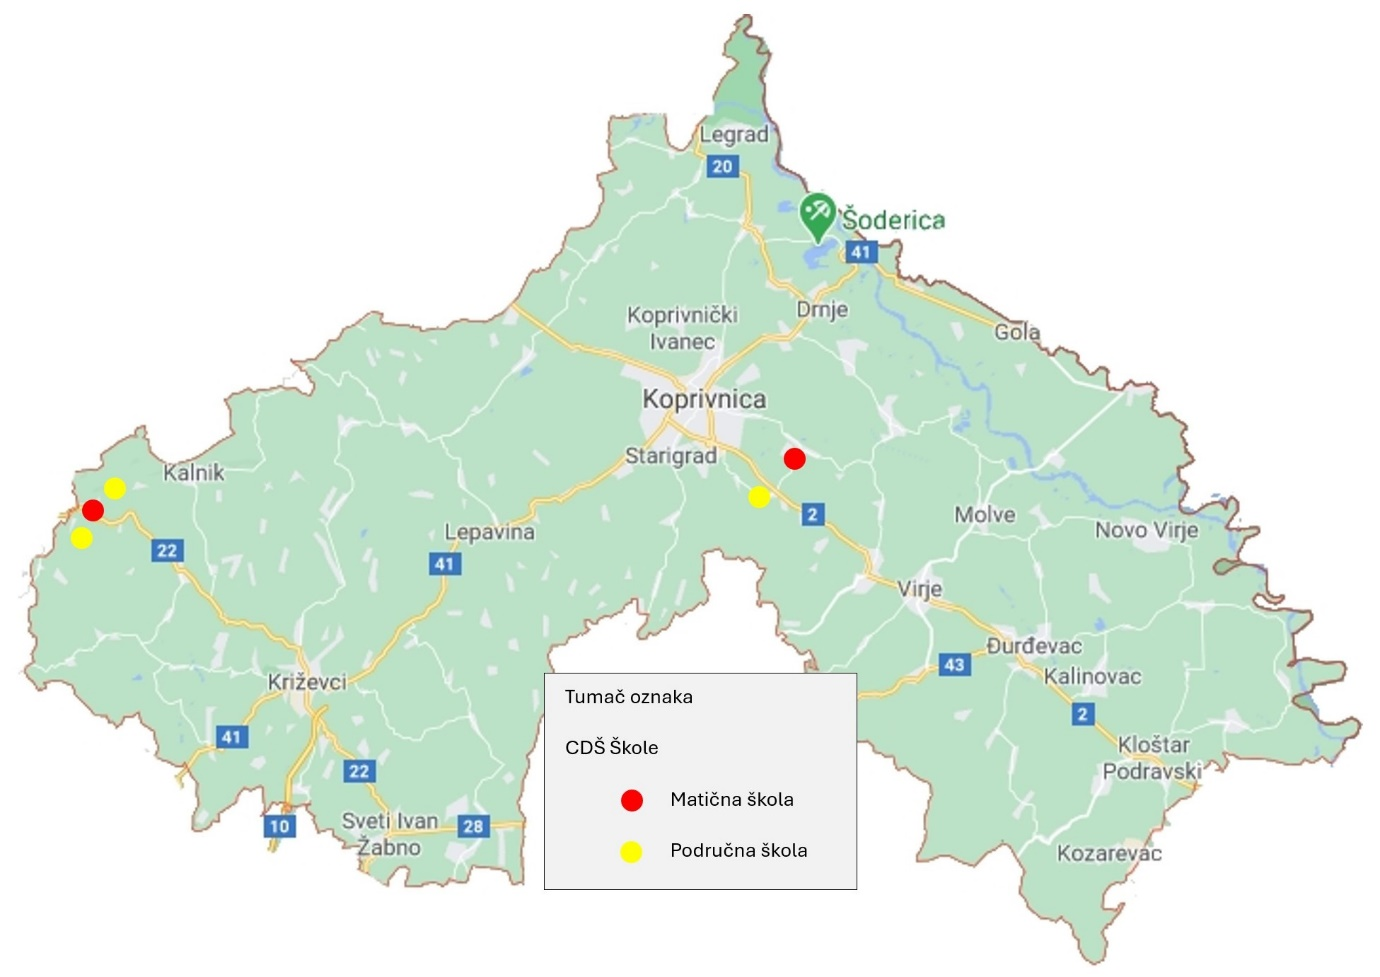 Legrad
20
Šoderica
41
Koprivnički
Ivanec
Drnje
Gola
Koprivnica
Starigrad
Kalnik
2
Molve
Novo Virje
Lepavina
22
41
Virje
Đurđevac
43
Kalinovac
Križevci
2
41
Kloštar
Podravski
22
Sveti Ivan
Žabno
10
28
Kozarevac
Tumač oznaka
CDŠ Škole
Matična škola
Područna škola